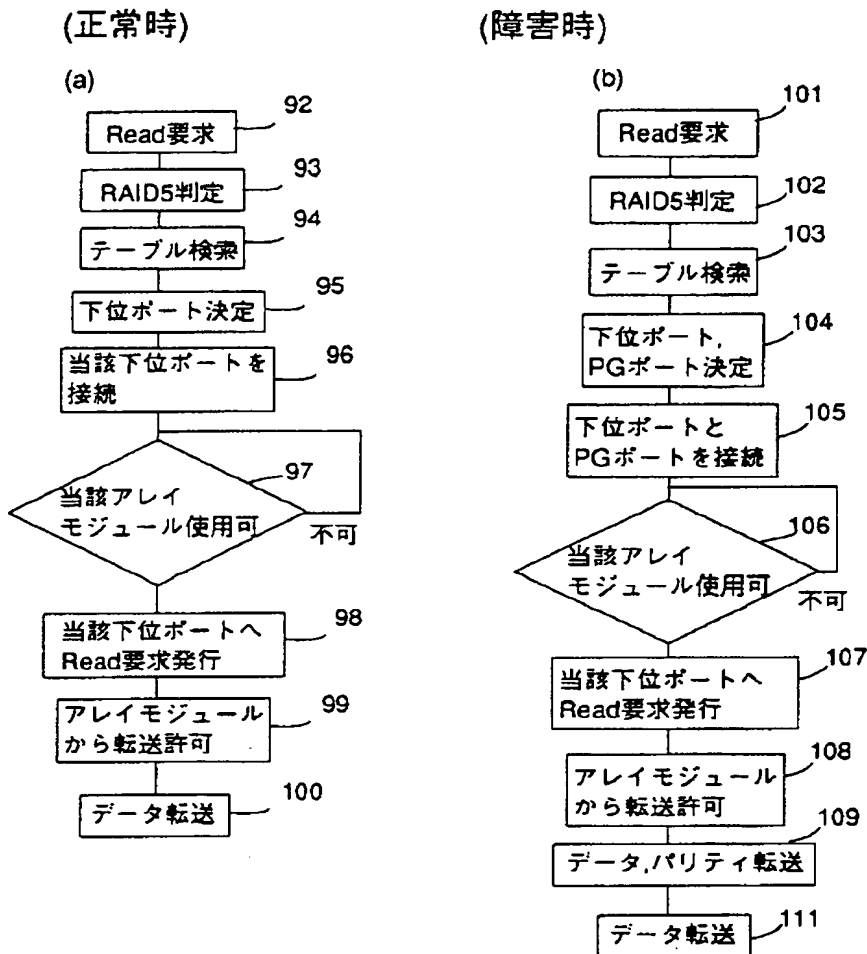 (正常時)
(a)
92
Read要求
93
RAID5判定
94
テーブル検索
95
下位ポート決定
96
当該下位ポートを
接続
97
当該アレイ
モジュール使用可
不可
98
当該下位ポートへ
Read要求発行
99
アレイモジュール
から転送許可
100
データ転送
(障害時)
(b)
101
Read要求
102
RAID5判定
103
テーブル検索
104
下位ポート,
PGポート決定
105
下位ポートと
PGポートを接続
106
当該アレイ
モジュール使用可
不可
107
当該下位ポートへ
Read要求発行
108
アレイモジュール
から転送許可
109
データ,パリティ転送
111
データ転送